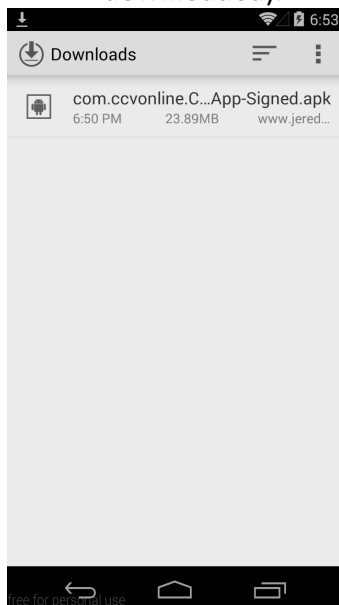 6:53
Downloads
com.ccvonline.C...App-Signed.apk
6:50 PM 23.89MB www.jered...
free for personal use